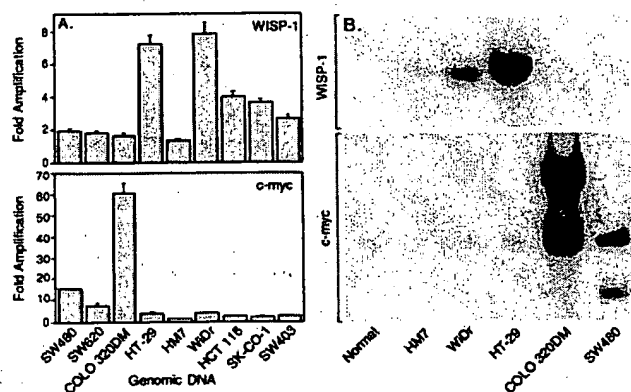 A.
WISP-1
Fold Amplification
8
6
4
2
0
c-myc
Fold Amplification
70
60
50
40
30
20
10
0
SW480
SW620
COLO 320DM
HT-29
HM7
WiDr
HCT 116
SK-CO-1
SW403
Genomic DNA
B.
WISP-1
c-myc
Normal
HM7
WiDr
HT-29
COLO 320DM
SW480